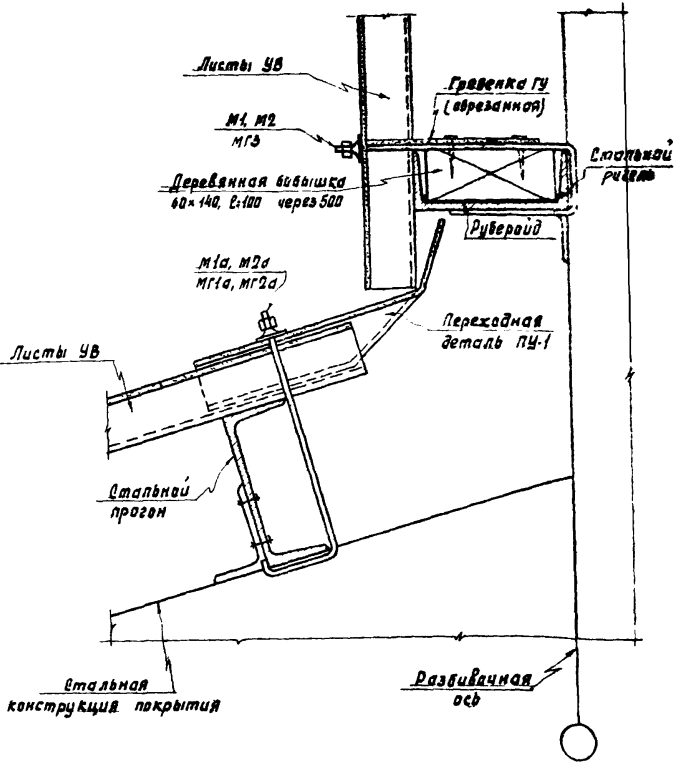 Листы УВ
Гребенка ГУ
(обрезанная)
М1, М2
МГ3
Стальной
ригель
Деревянная бобышка
60×140, ℓ=100 через 500
Рубероид
М1а, М2а
МГ1а, МГ2а
Переходная
деталь ПУ-1
Листы УВ
Стальной
прогон
Стальная
конструкция покрытия
Разбивочная
ось